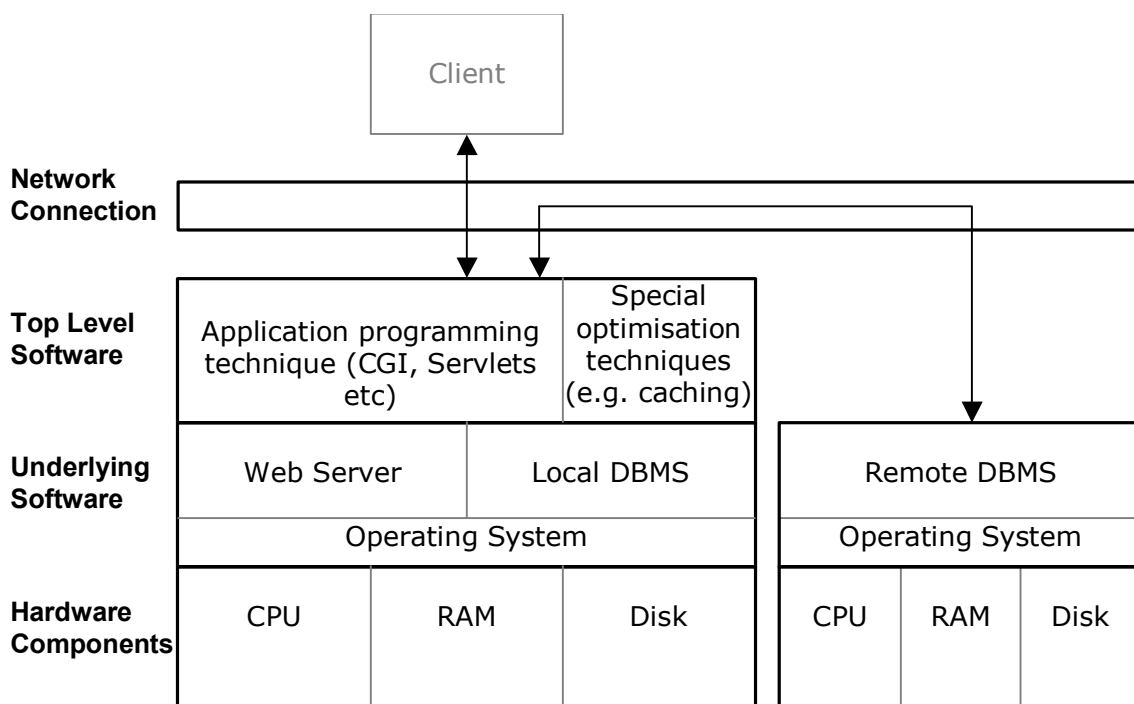 Client
Network
Connection
Top Level
Software
Application programming
technique (CGI, Servlets
etc)
Special
optimisation
techniques
(e.g. caching)
Underlying
Software
Web Server
Local DBMS
Remote DBMS
Operating System
Operating System
Hardware
Components
CPU
RAM
Disk
CPU
RAM
Disk